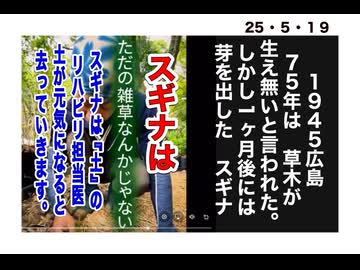 25・5・19
1945広島
75年は　草木が
生え無いと言われた。
しかし1ヶ月後には
芽を出した　スギナ
スギナは
ただの雑草なんかじゃない
スギナは『土』の
リハビリ担当医
土が元気になると
去っていきます。